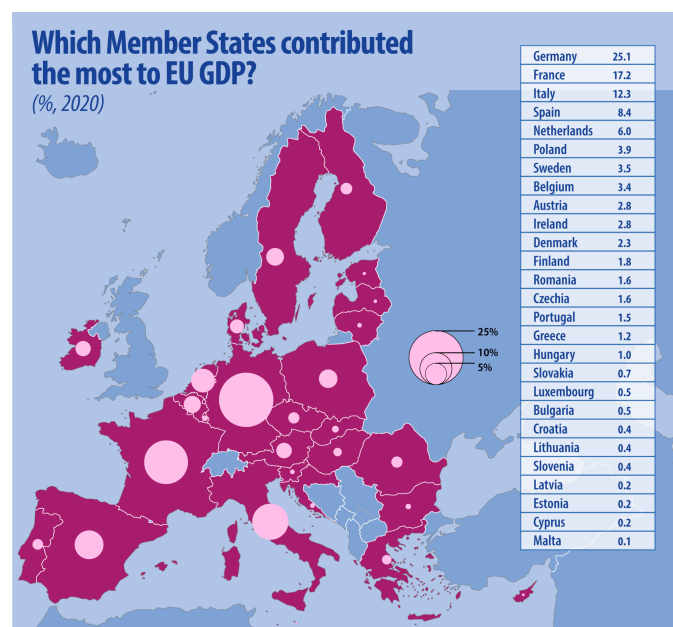 Which Member States contributed
the most to EU GDP?
(%, 2020)
Germany 25.1
France 17.2
Italy 12.3
Spain 8.4
Netherlands 6.0
Poland 3.9
Sweden 3.5
Belgium 3.4
Austria 2.8
Ireland 2.8
Denmark 2.3
Finland 1.8
Romania 1.6
Czechia 1.6
Portugal 1.5
Greece 1.2
Hungary 1.0
Slovakia 0.7
Luxembourg 0.5
Bulgaria 0.5
Croatia 0.4
Lithuania 0.4
Slovenia 0.4
Latvia 0.2
Estonia 0.2
Cyprus 0.2
Malta 0.1
25%
10%
5%